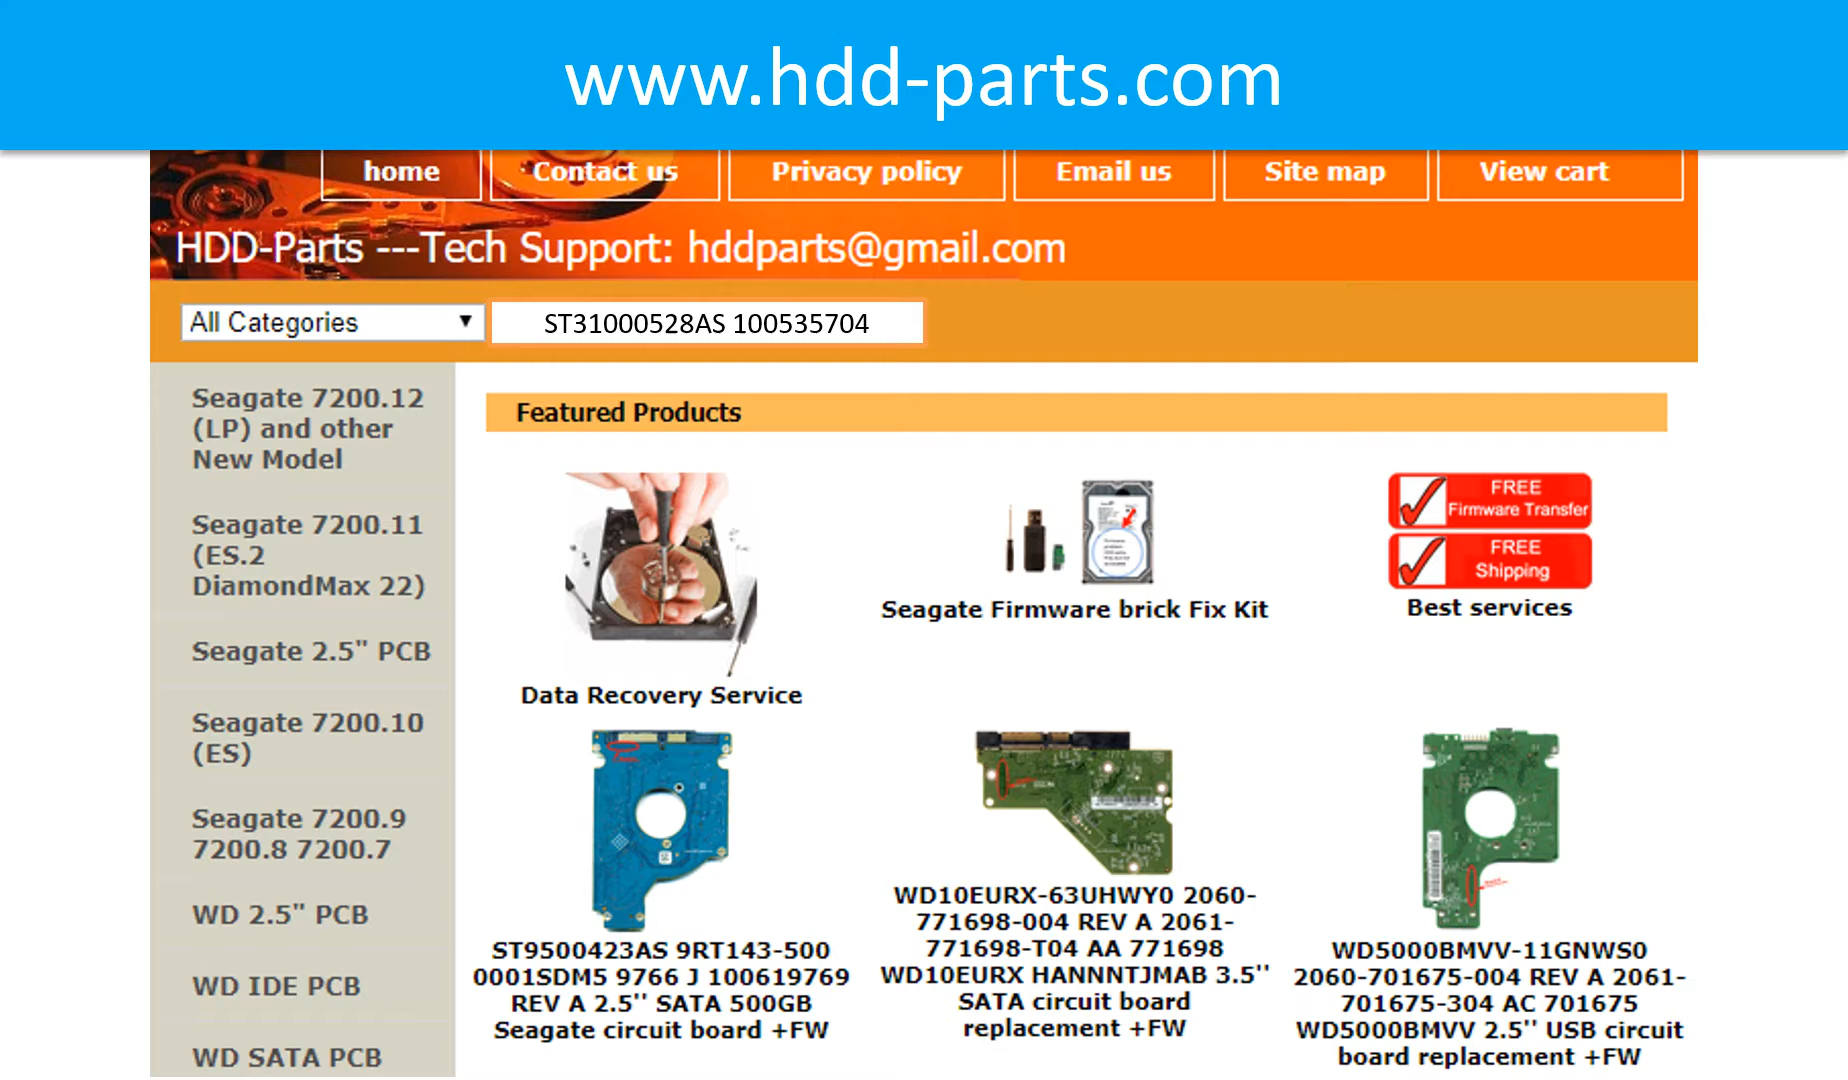 www.hdd-parts.com
home
Contact us
Privacy policy
Email us
Site map
View cart
HDD-Parts ---Tech Support: hddparts@gmail.com
All Categories
ST31000528AS 100535704
Seagate 7200.12
(LP) and other
New Model
Seagate 7200.11
(ES.2
DiamondMax 22)
Seagate 2.5" PCB
Seagate 7200.10
(ES)
Seagate 7200.9
7200.8 7200.7
WD 2.5" PCB
WD IDE PCB
WD SATA PCB
Featured Products
Data Recovery Service
Seagate Firmware brick Fix Kit
FREE
Firmware Transfer
FREE
Shipping
Best services
ST9500423AS 9RT143-500
0001SDM5 9766 J 100619769
REV A 2.5'' SATA 500GB
Seagate circuit board +FW
WD10EURX-63UHWY0 2060-
771698-004 REV A 2061-
771698-T04 AA 771698
WD10EURX HANNNTJMAB 3.5''
SATA circuit board
replacement +FW
WD5000BMVV-11GNWS0
2060-701675-004 REV A 2061-
701675-304 AC 701675
WD5000BMVV 2.5'' USB circuit
board replacement +FW